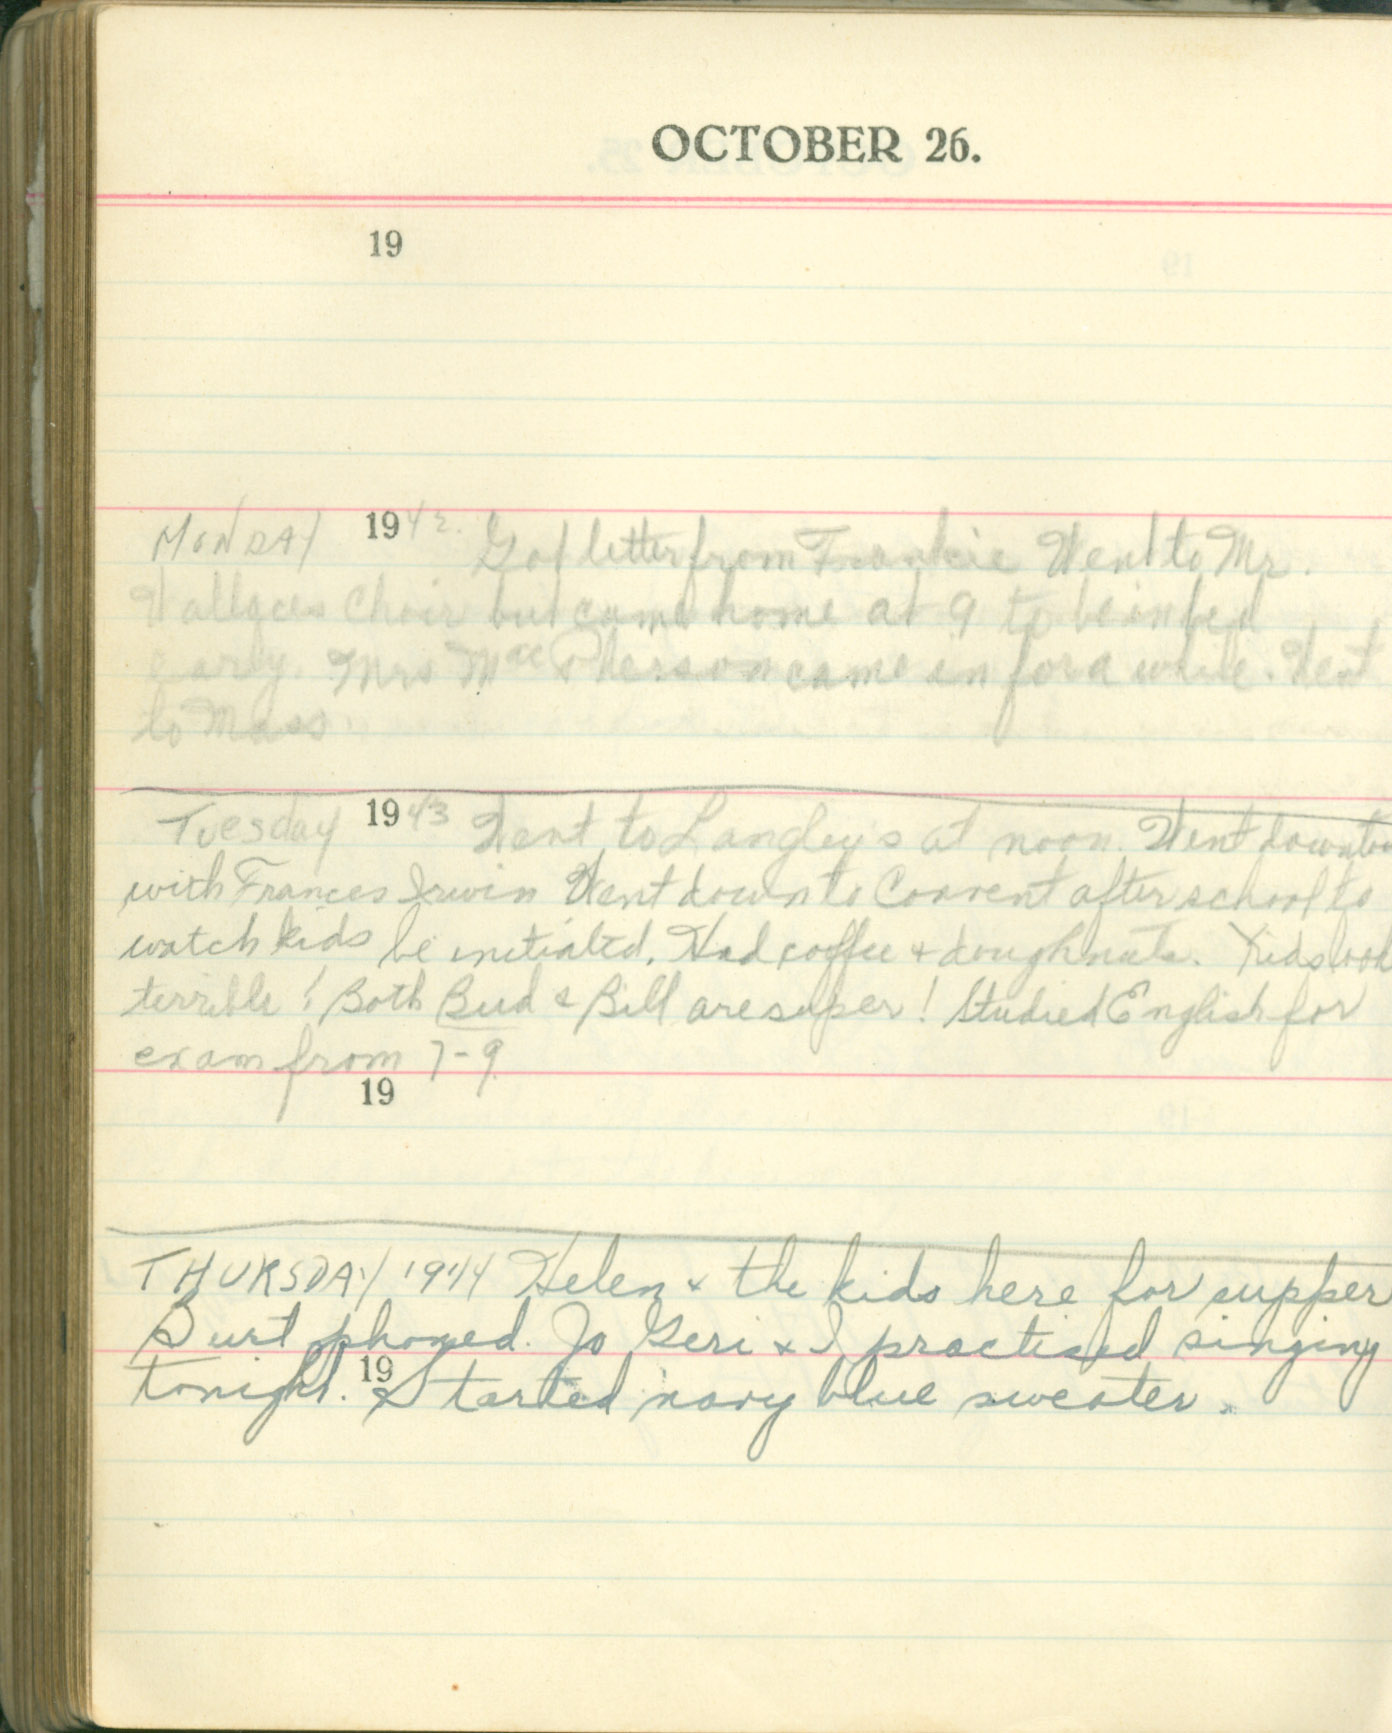 OCTOBER 26.
19
MONDAY 1942. Got letter from Frankie Went to Mr.
Wallaces Choir but came home at 9 to be in bed
early. Mrs MacPherson came in for a while. Went
to Mass.
Tuesday 1943 Went to Langley's at noon. Went downtow
with Frances Irwin Went down to Convent after school to
watch kids be initiated. Had coffee & doughnuts. Kids look
terrible! Both Bud & Bill are super! Studied English for
exam from 7-9
19
THURSDAY 1944 Helen & the kids here for supper
Burt phoned. Jo Geri & I practised singing
tonight. 19 Started navy blue sweater.